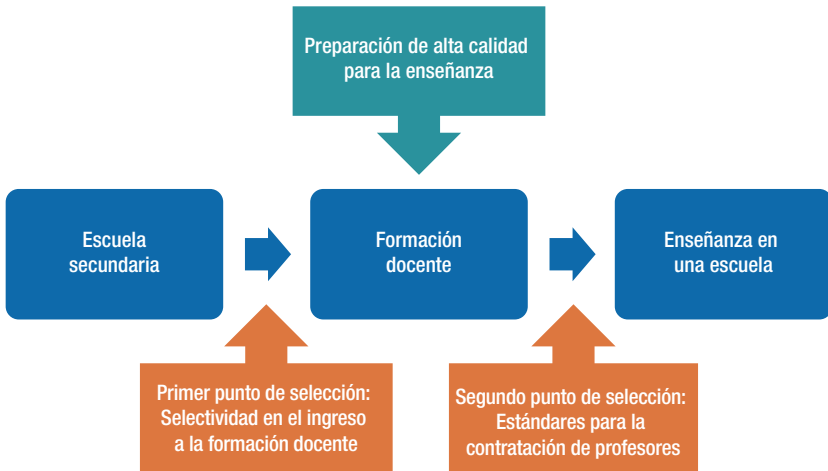 Preparación de alta calidad
para la enseñanza
Escuela
secundaria
Formación
docente
Enseñanza en
una escuela
Primer punto de selección:
Selectividad en el ingreso
a la formación docente
Segundo punto de selección:
Estándares para la
contratación de profesores